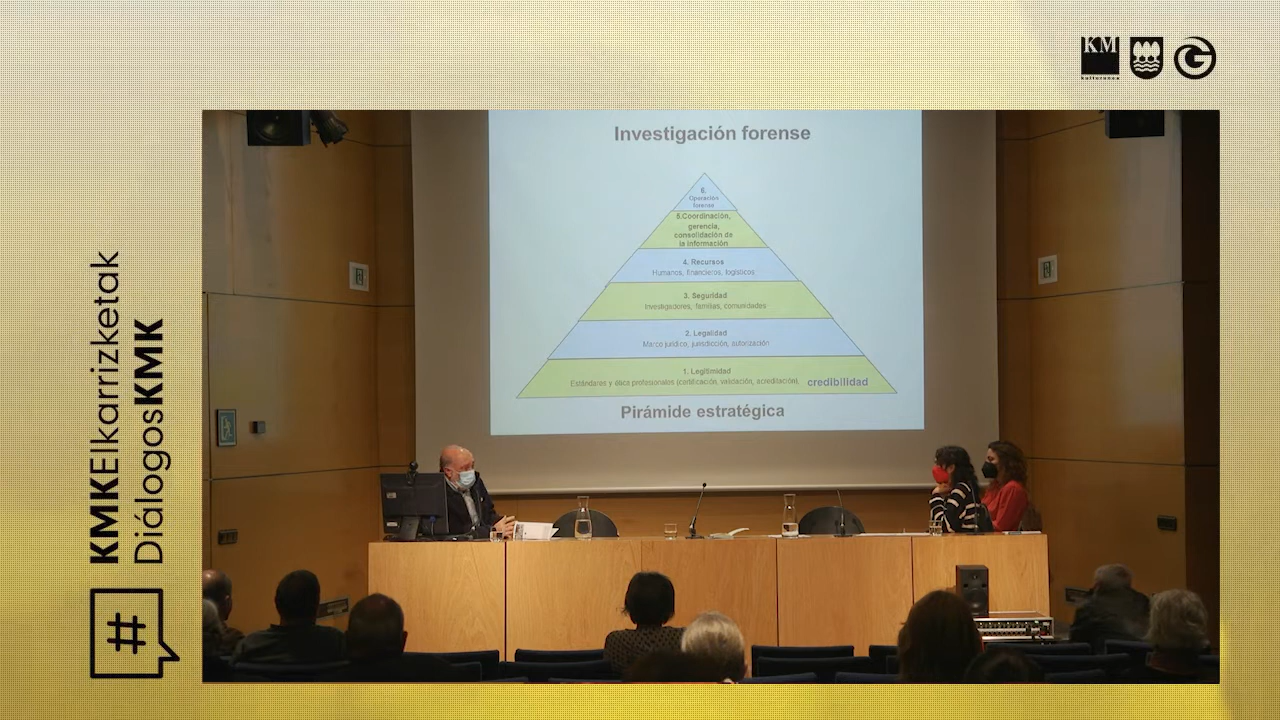 KM
kulturunea
G
Investigación forense
6.
Operación
forense
5.Coordinación,
gerencia,
consolidación de
la información
4. Recursos
Humanos, financieros, logísticos
3. Seguridad
Investigadores, familias, comunidades
2. Legalidad
Marco jurídico, jurisdicción, autorización
1. Legitimidad
Estándares y ética profesionales (certificación, validación, acreditación), credibilidad
Pirámide estratégica
KMKElkarrizketak
DiálogosKMK
#